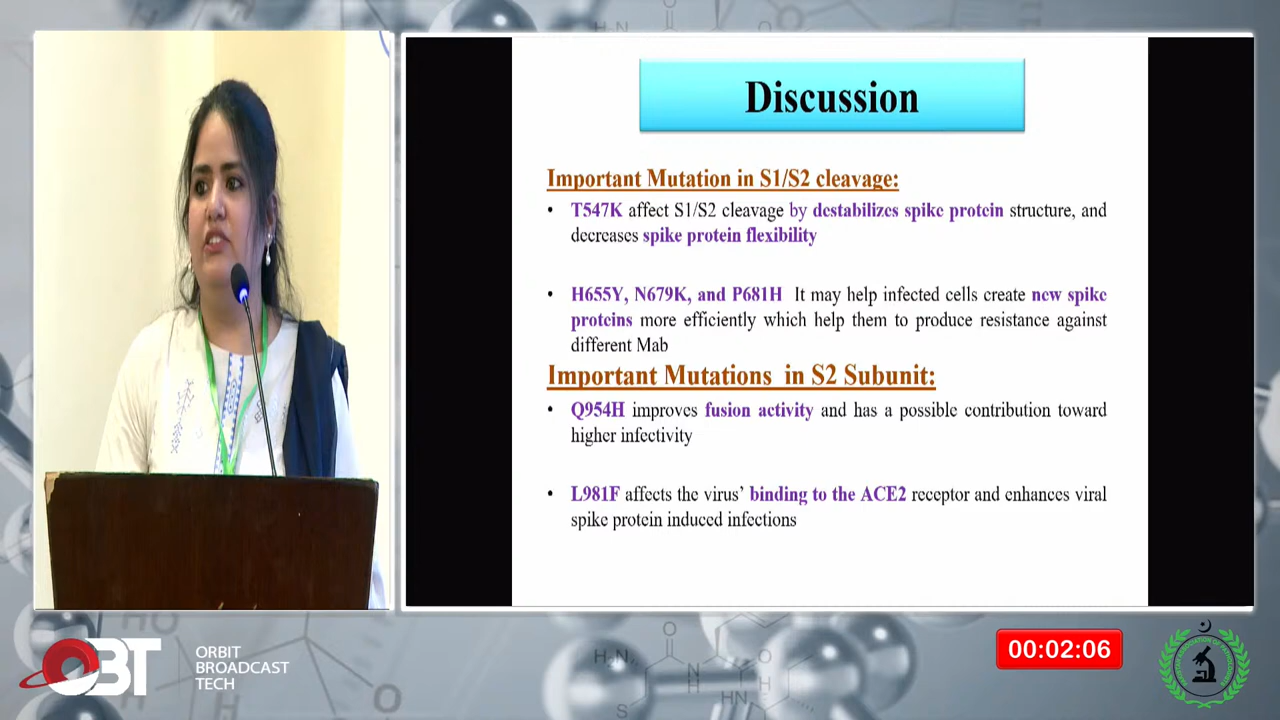 Discussion
Important Mutation in S1/S2 cleavage:
• T547K affect S1/S2 cleavage by destabilizes spike protein structure, and
decreases spike protein flexibility
• H655Y, N679K, and P681H It may help infected cells create new spike
proteins more efficiently which help them to produce resistance against
different Mab
Important Mutations in S2 Subunit:
• Q954H improves fusion activity and has a possible contribution toward
higher infectivity
• L981F affects the virus’ binding to the ACE2 receptor and enhances viral
spike protein induced infections
OBT
ORBIT
BROADCAST
TECH
00:02:06